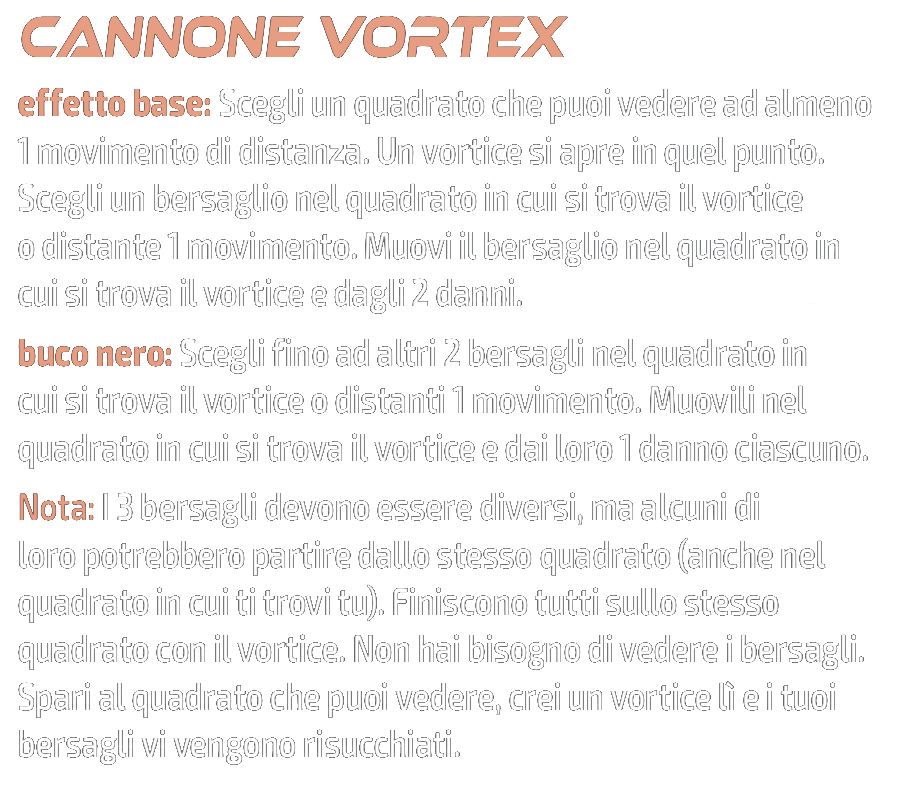 CANNONE VORTEX
effetto base: Scegli un quadrato che puoi vedere ad almeno
1 movimento di distanza. Un vortice si apre in quel punto.
Scegli un bersaglio nel quadrato in cui si trova il vortice
o distante 1 movimento. Muovi il bersaglio nel quadrato in
cui si trova il vortice e dagli 2 danni.
buco nero: Scegli fino ad altri 2 bersagli nel quadrato in
cui si trova il vortice o distanti 1 movimento. Muovili nel
quadrato in cui si trova il vortice e dai loro 1 danno ciascuno.
Nota: I 3 bersagli devono essere diversi, ma alcuni di
loro potrebbero partire dallo stesso quadrato (anche nel
quadrato in cui ti trovi tu). Finiscono tutti sullo stesso
quadrato con il vortice. Non hai bisogno di vedere i bersagli.
Spari al quadrato che puoi vedere, crei un vortice lì e i tuoi
bersagli vi vengono risucchiati.